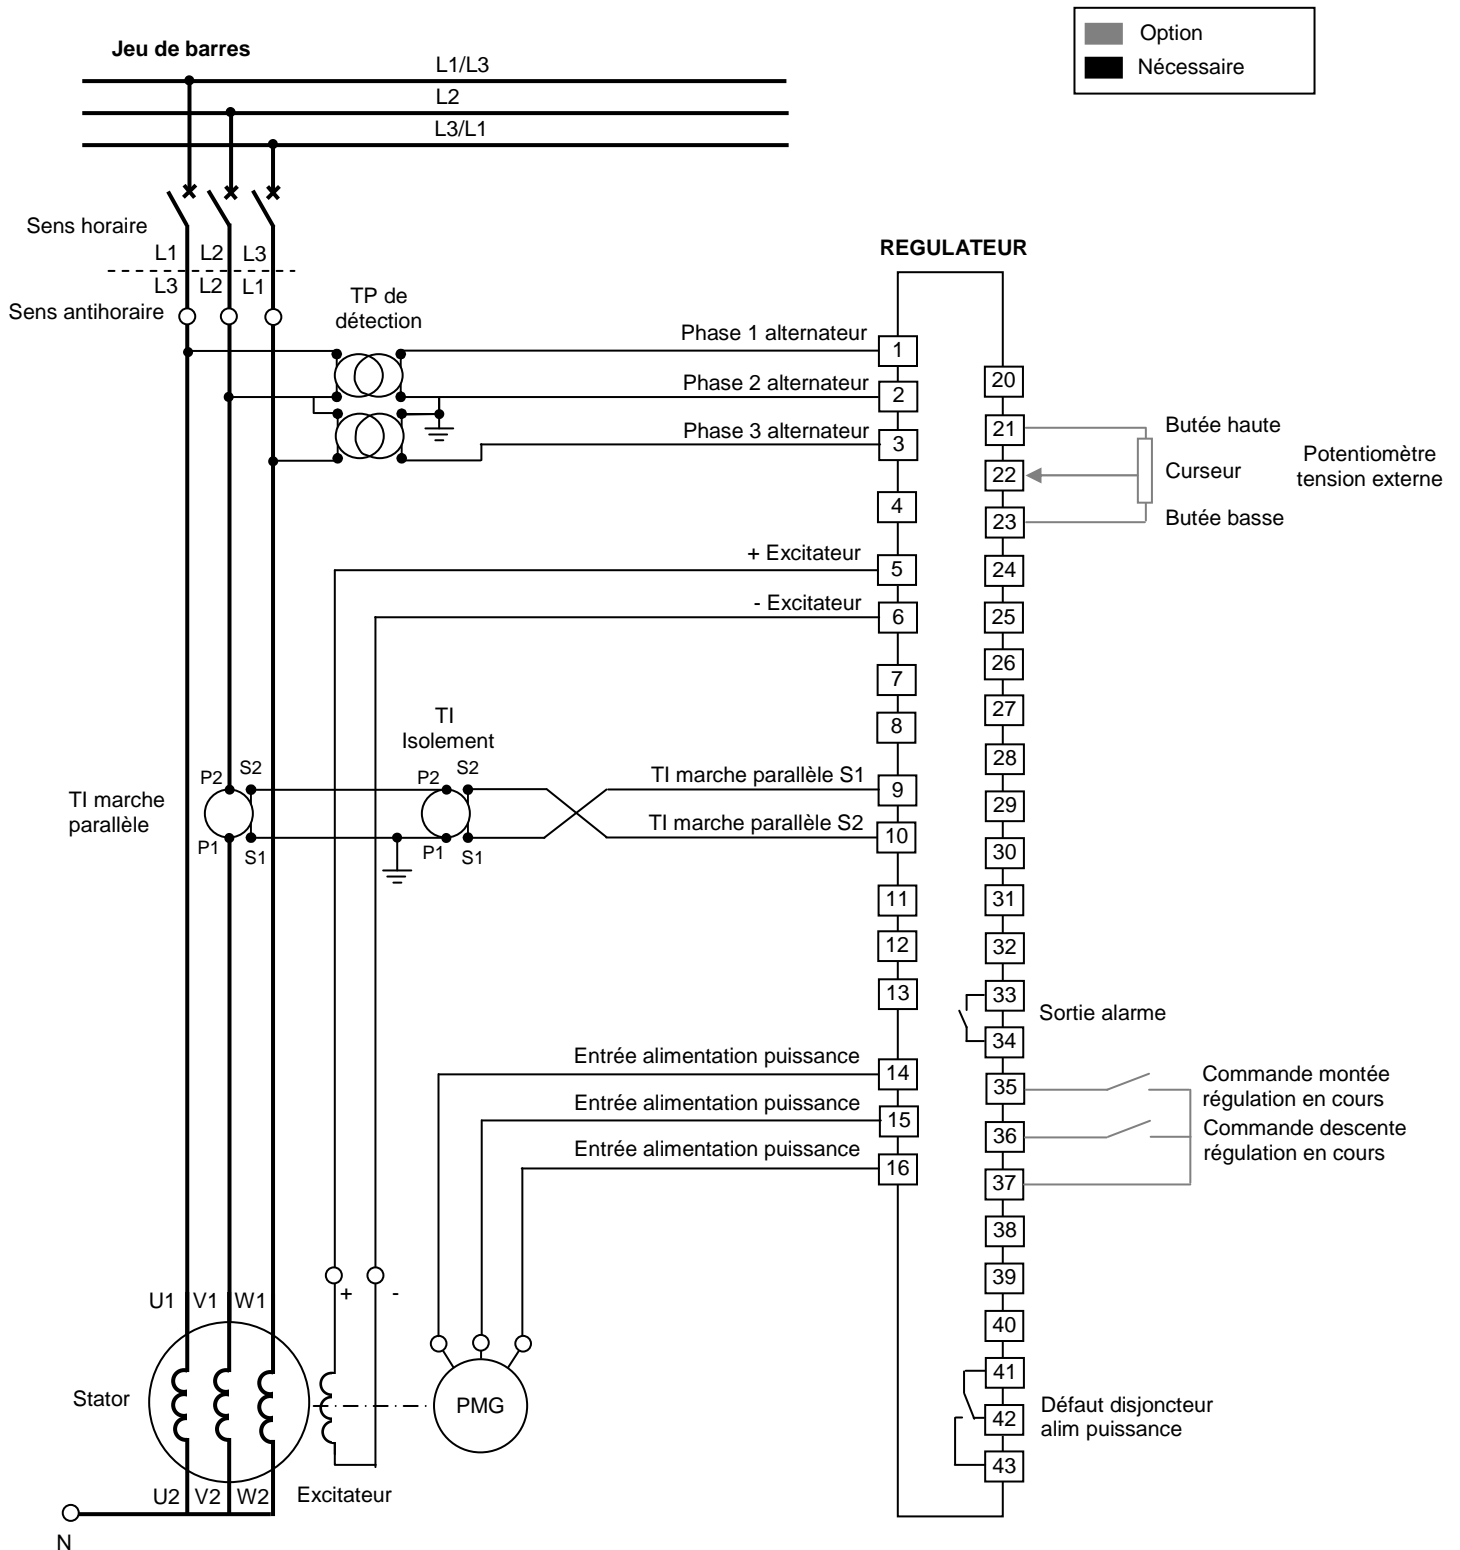 Option
Nécessaire
Jeu de barres
L1/L3
L2
L3/L1
Sens horaire
L1 L2 L3
L3 L2 L1
Sens antihoraire
TP de
détection
REGULATEUR
Phase 1 alternateur
1
Phase 2 alternateur
2
Phase 3 alternateur
3
4
+ Excitateur
5
- Excitateur
6
7
8
TI
Isolement
TI marche
parallèle
P2 S2
P1 S1
P2 S2
P1 S1
TI marche parallèle S1
9
TI marche parallèle S2
10
11
12
13
Entrée alimentation puissance
14
Entrée alimentation puissance
15
Entrée alimentation puissance
16
20
21
Butée haute
22
Curseur
23
Butée basse
Potentiomètre
tension externe
24
25
26
27
28
29
30
31
32
33
34
Sortie alarme
35
Commande montée
régulation en cours
36
Commande descente
régulation en cours
37
38
39
40
41
42
43
Défaut disjoncteur
alim puissance
+ -
U1 V1 W1
Stator
PMG
U2 V2 W2
Excitateur
N